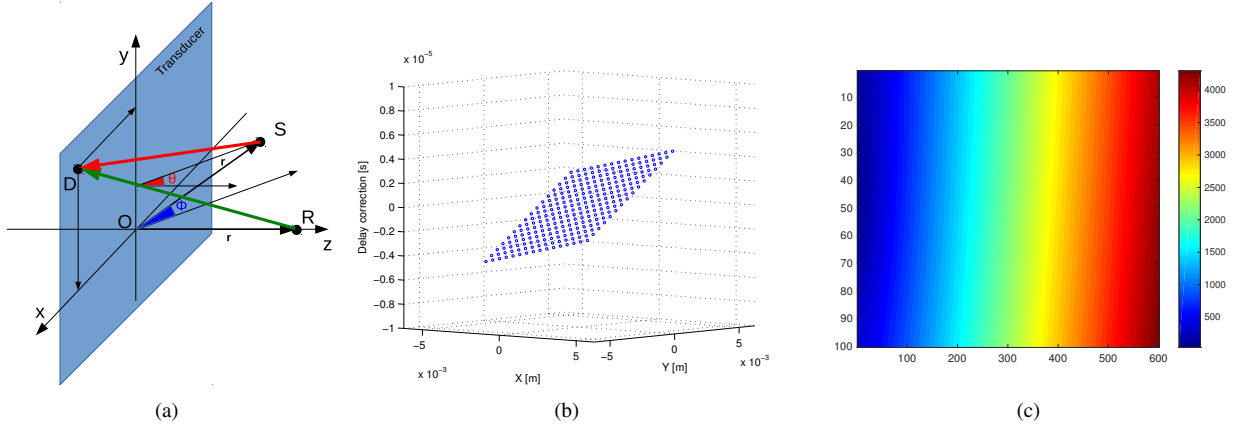 y
Transducer
S
r
D
θ
Φ
O
R
r
z
x
(a)
x 10⁻⁵
1
0.8
0.6
0.4
0.2
0
−0.2
−0.4
−0.6
−0.8
−1
Delay correction [s]
−5
0
5
x 10⁻³
X [m]
−5
0
5
x 10⁻³
Y [m]
(b)
10
20
30
40
50
60
70
80
90
100
100
200
300
400
500
600
4000
3500
3000
2500
2000
1500
1000
500
(c)